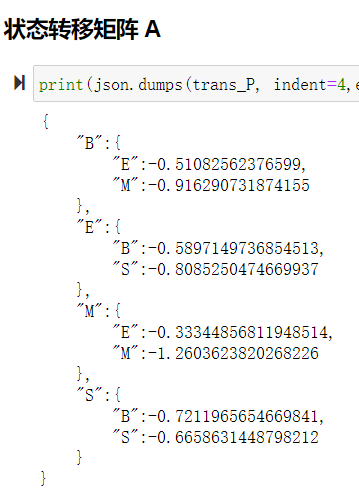 状态转移矩阵 A
print(json.dumps(trans_P, indent=4,e
{
"B":{
"E":-0.51082562376599,
"M":-0.916290731874155
},
"E":{
"B":-0.5897149736854513,
"S":-0.8085250474669937
},
"M":{
"E":-0.33344856811948514,
"M":-1.2603623820268226
},
"S":{
"B":-0.7211965654669841,
"S":-0.6658631448798212
}
}